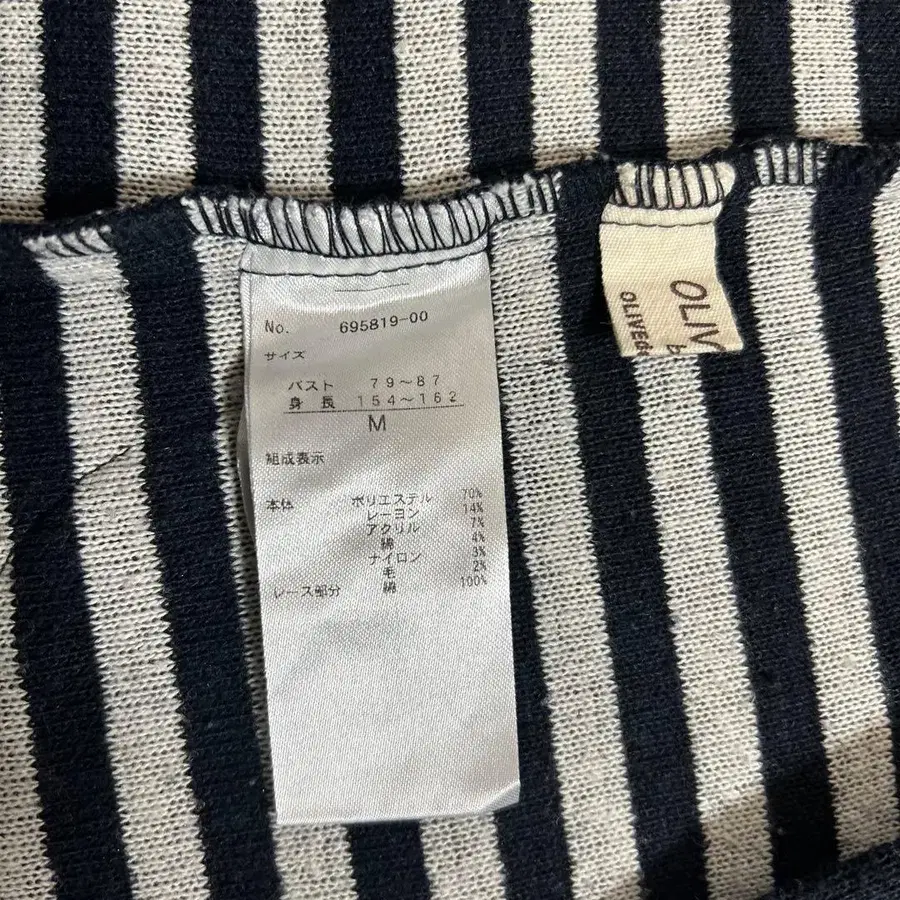 No. 695819-00
サイズ
バスト 79~87
身長 154~162
M
組成表示
本体 ポリエステル 70%
レーヨン 14%
アクリル 7%
綿 4%
ナイロン 3%
毛 2%
レース部分 綿 100%
OLIV
OLIVEde